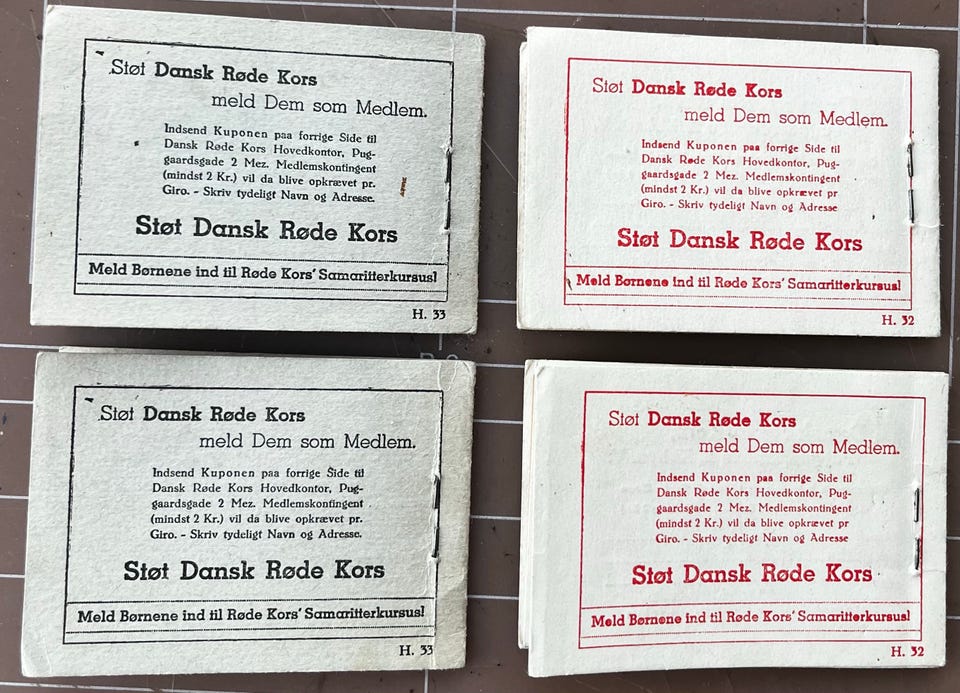 Støt Dansk Røde Kors
meld Dem som Medlem.
Indsend Kuponen paa forrige Side til
Dansk Røde Kors Hovedkontor, Pug-
gaardsgade 2 Mez. Medlemskontingent
(mindst 2 Kr.) vil da blive opkrævet pr.
Giro. - Skriv tydeligt Navn og Adresse.
Støt Dansk Røde Kors
Meld Børnene ind til Røde Kors' Samaritterkursus!
H. 33
Støt Dansk Røde Kors
meld Dem som Medlem.
Indsend Kuponen paa forrige Side til
Dansk Røde Kors Hovedkontor, Pug-
gaardsgade 2 Mez. Medlemskontingent
(mindst 2 Kr.) vil da blive opkrævet pr
Giro. - Skriv tydeligt Navn og Adresse
Støt Dansk Røde Kors
Meld Børnene ind til Røde Kors' Samaritterkursus!
H. 32
Støt Dansk Røde Kors
meld Dem som Medlem.
Indsend Kuponen paa forrige Side til
Dansk Røde Kors Hovedkontor, Pug-
gaardsgade 2 Mez. Medlemskontingent
(mindst 2 Kr.) vil da blive opkrævet pr.
Giro. - Skriv tydeligt Navn og Adresse.
Støt Dansk Røde Kors
Meld Børnene ind til Røde Kors' Samaritterkursus!
H. 33
Støt Dansk Røde Kors
meld Dem som Medlem.
Indsend Kuponen paa forrige Side til
Dansk Røde Kors Hovedkontor, Pug-
gaardsgade 2 Mez. Medlemskontingent
(mindst 2 Kr.) vil da blive opkrævet pr
Giro. - Skriv tydeligt Navn og Adresse
Støt Dansk Røde Kors
Meld Børnene ind til Røde Kors' Samaritterkursus!
H. 32